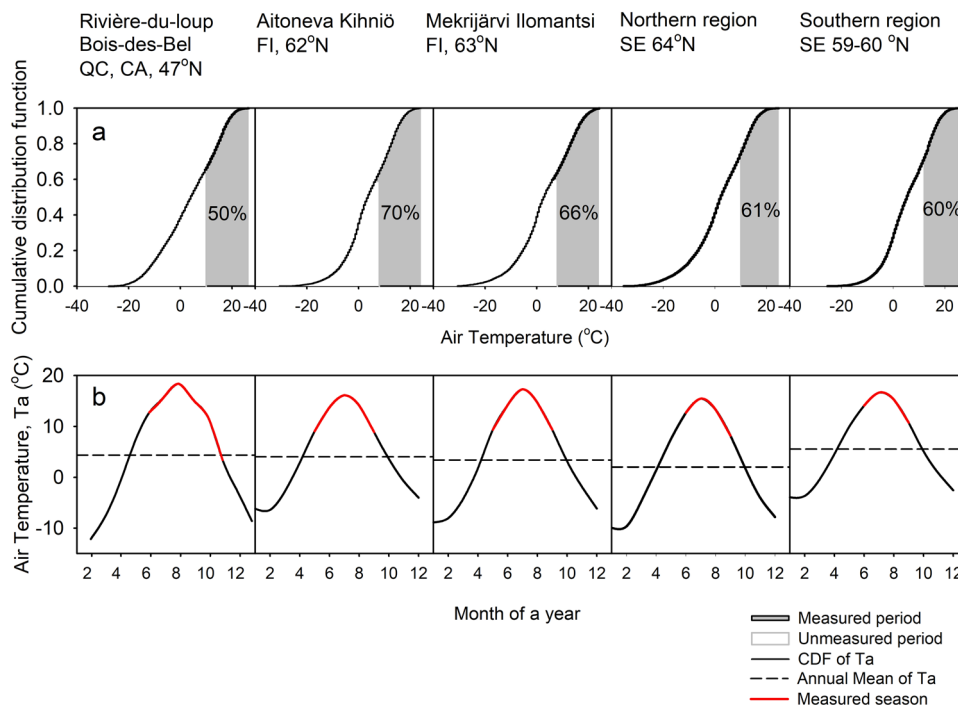 Rivière-du-loup
Bois-des-Bel
QC, CA, 47°N
Aitoneva Kihniö
FI, 62°N
Mekrijärvi Ilomantsi
FI, 63°N
Northern region
SE 64°N
Southern region
SE 59-60 °N
Cumulative distribution function
1.0
0.8
0.6
0.4
0.2
0.0
a
50%
70%
66%
61%
60%
-40 -20 0 20 -40 -20 0 20 -40 -20 0 20 -40 -20 0 20 -40 -20 0 20
Air Temperature (°C)
Air Temperature, Ta (°C)
20
10
0
-10
b
2 4 6 8 10 12 2 4 6 8 10 12 2 4 6 8 10 12 2 4 6 8 10 12 2 4 6 8 10 12
Month of a year
Measured period
Unmeasured period
CDF of Ta
Annual Mean of Ta
Measured season